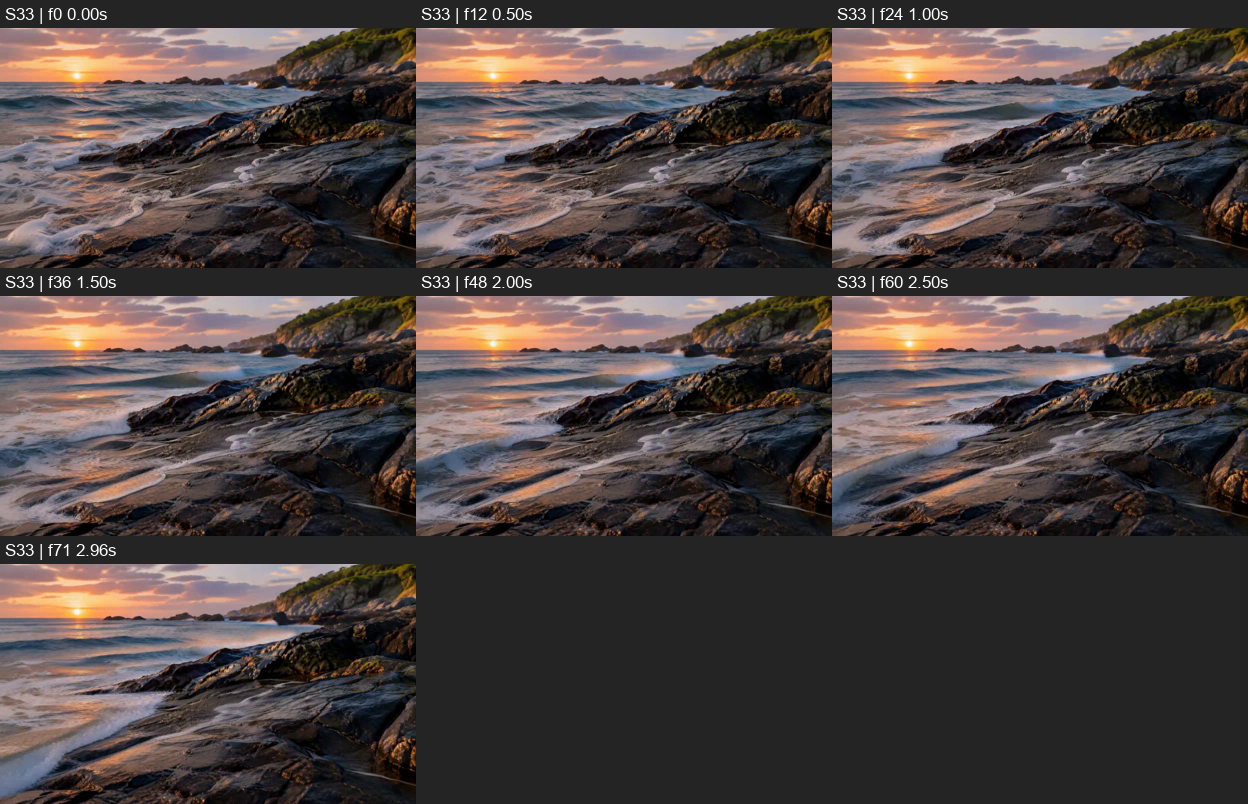 S33 | f0 0.00s
S33 | f12 0.50s
S33 | f24 1.00s
S33 | f36 1.50s
S33 | f48 2.00s
S33 | f60 2.50s
S33 | f71 2.96s